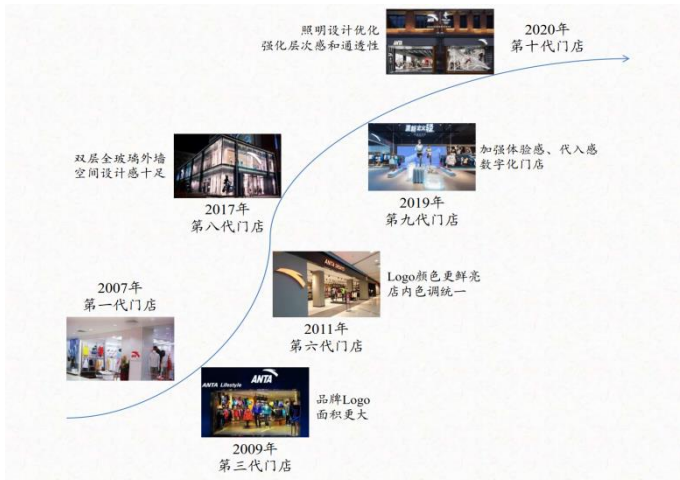 照明设计优化
强化层次感和通透性
2020年
第十代门店
双层全玻璃外墙
空间设计感十足
2017年
第八代门店
加强体验感、代入感
数字化门店
2019年
第九代门店
Logo颜色更鲜亮
店内色调统一
2011年
第六代门店
2007年
第一代门店
ANTA
ANTA Lifestyle
品牌Logo
面积更大
2009年
第三代门店